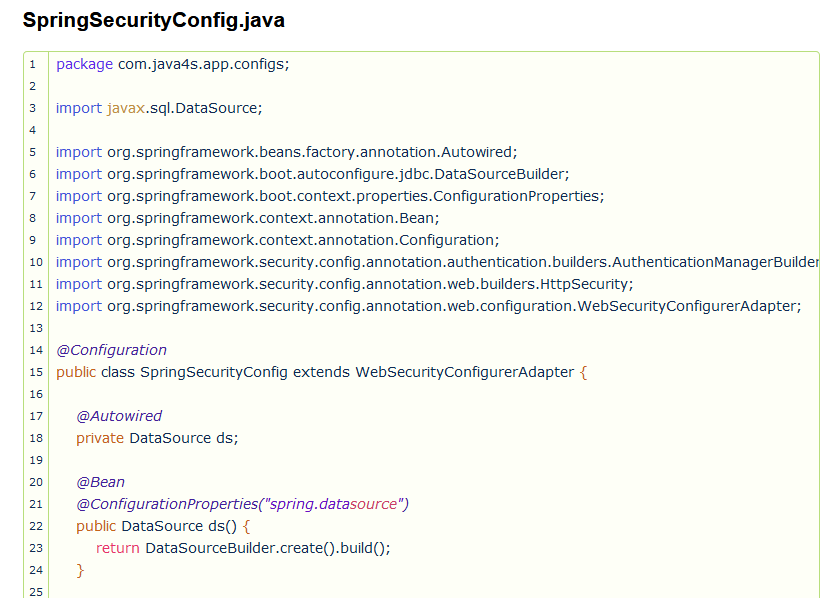 SpringSecurityConfig.java
1 package com.java4s.app.configs;
2
3 import javax.sql.DataSource;
4
5 import org.springframework.beans.factory.annotation.Autowired;
6 import org.springframework.boot.autoconfigure.jdbc.DataSourceBuilder;
7 import org.springframework.boot.context.properties.ConfigurationProperties;
8 import org.springframework.context.annotation.Bean;
9 import org.springframework.context.annotation.Configuration;
10 import org.springframework.security.config.annotation.authentication.builders.AuthenticationManagerBuilder
11 import org.springframework.security.config.annotation.web.builders.HttpSecurity;
12 import org.springframework.security.config.annotation.web.configuration.WebSecurityConfigurerAdapter;
13
14 @Configuration
15 public class SpringSecurityConfig extends WebSecurityConfigurerAdapter {
16
17 @Autowired
18 private DataSource ds;
19
20 @Bean
21 @ConfigurationProperties("spring.datasource")
22 public DataSource ds() {
23 return DataSourceBuilder.create().build();
24 }
25